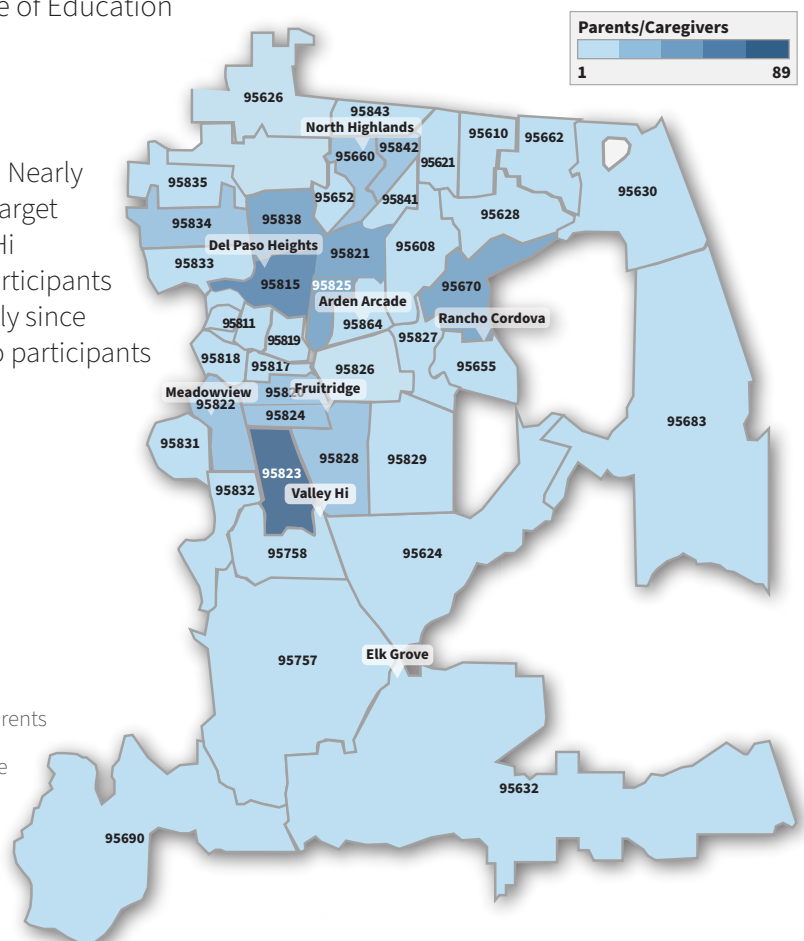 e of Education
Parents/Caregivers
1 89
Nearly
arget
Hi
rticipants
ly since
participants
rents
e
95626
95843
North Highlands
95660
95842
95621
95610
95662
95630
95835
95652
95841
95834
95838
95628
Del Paso Heights
95821
95608
95833
95815
95825
95670
Arden Arcade
95811
95864
Rancho Cordova
95819
95827
95818
95817
95826
95655
Meadowview
Fruitridge
95822
95824
95683
95831
95823
95828
95829
95832
Valley Hi
95758
95624
95757
Elk Grove
95632
95690